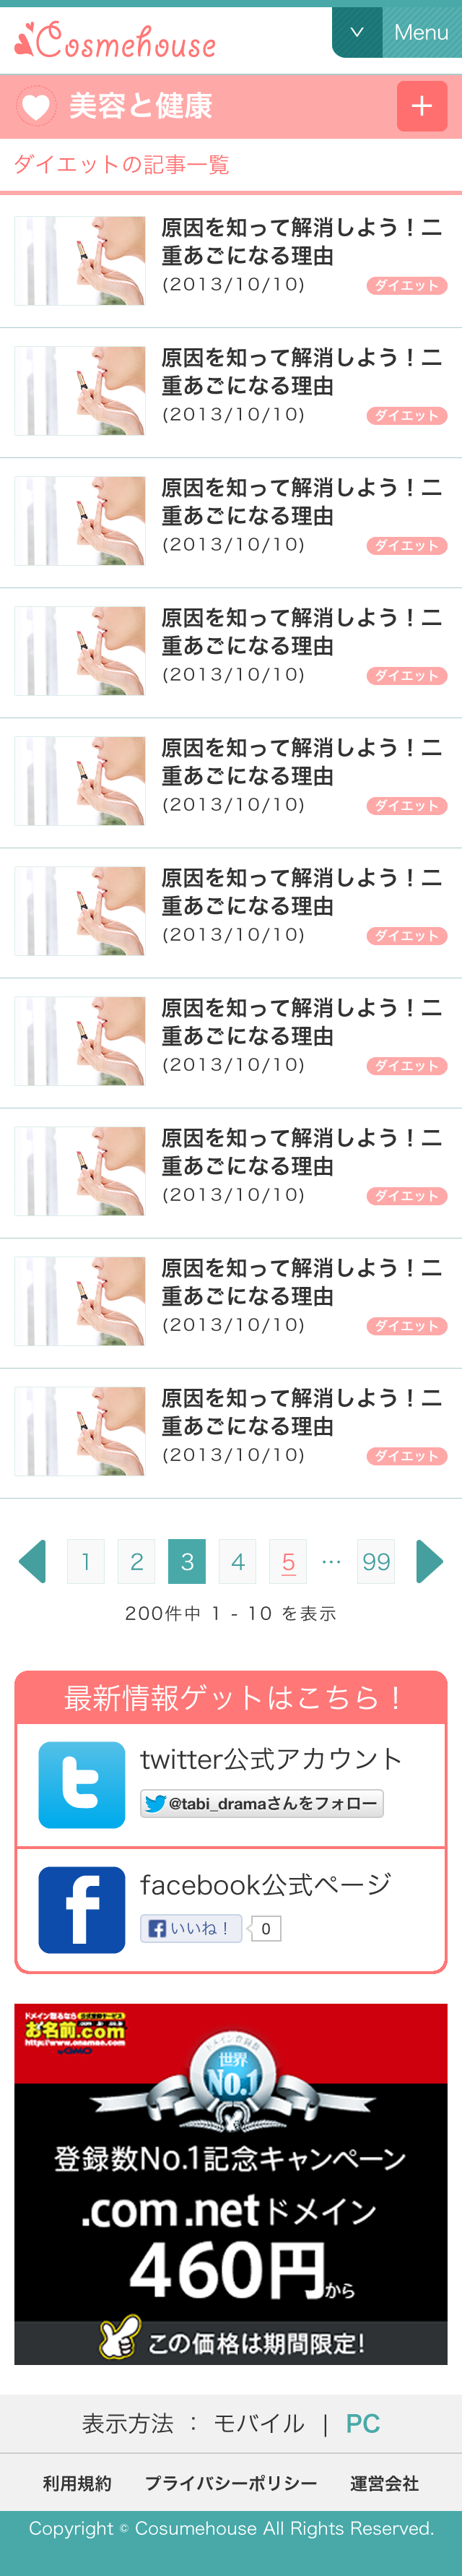 Cosmehouse
Menu
美容と健康
+
ダイエットの記事一覧
原因を知って解消しよう！二
重あごになる理由
(2013/10/10) ダイエット
原因を知って解消しよう！二
重あごになる理由
(2013/10/10) ダイエット
原因を知って解消しよう！二
重あごになる理由
(2013/10/10) ダイエット
原因を知って解消しよう！二
重あごになる理由
(2013/10/10) ダイエット
原因を知って解消しよう！二
重あごになる理由
(2013/10/10) ダイエット
原因を知って解消しよう！二
重あごになる理由
(2013/10/10) ダイエット
原因を知って解消しよう！二
重あごになる理由
(2013/10/10) ダイエット
原因を知って解消しよう！二
重あごになる理由
(2013/10/10) ダイエット
原因を知って解消しよう！二
重あごになる理由
(2013/10/10) ダイエット
原因を知って解消しよう！二
重あごになる理由
(2013/10/10) ダイエット
1 2 3 4 5 … 99
200件中 1 - 10 を表示
最新情報ゲットはこちら！
twitter公式アカウント
@tabi_dramaさんをフォロー
facebook公式ページ
いいね！ 0
ドメイン取るなら
お名前.com
http://www.onamae.com
byGMO
ドメイン登録数
世界
No.1
登録数No.1記念キャンペーン
.com .netドメイン
460円から
この価格は期間限定!
表示方法 ： モバイル ｜ PC
利用規約 プライバシーポリシー 運営会社
Copyright © Cosumehouse All Rights Reserved.